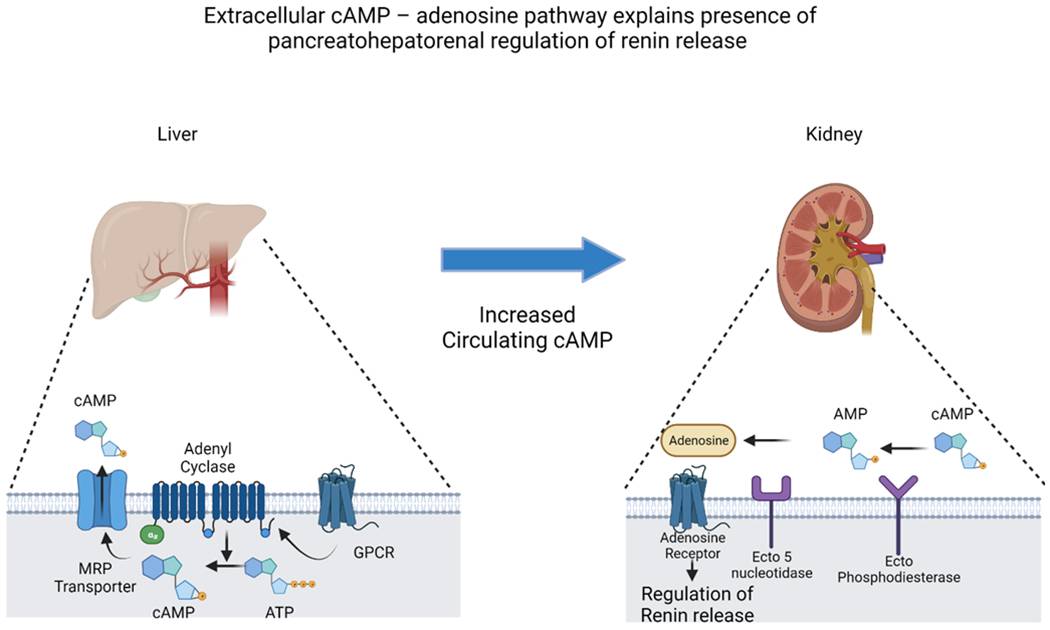 Extracellular cAMP – adenosine pathway explains presence of
pancreatohepatorenal regulation of renin release
Liver
Kidney
Increased
Circulating cAMP
cAMP
Adenyl
Cyclase
αs
GPCR
MRP
Transporter
cAMP
ATP
AMP
cAMP
Adenosine
Adenosine
Receptor
Ecto 5
nucleotidase
Ecto
Phosphodiesterase
Regulation of
Renin release